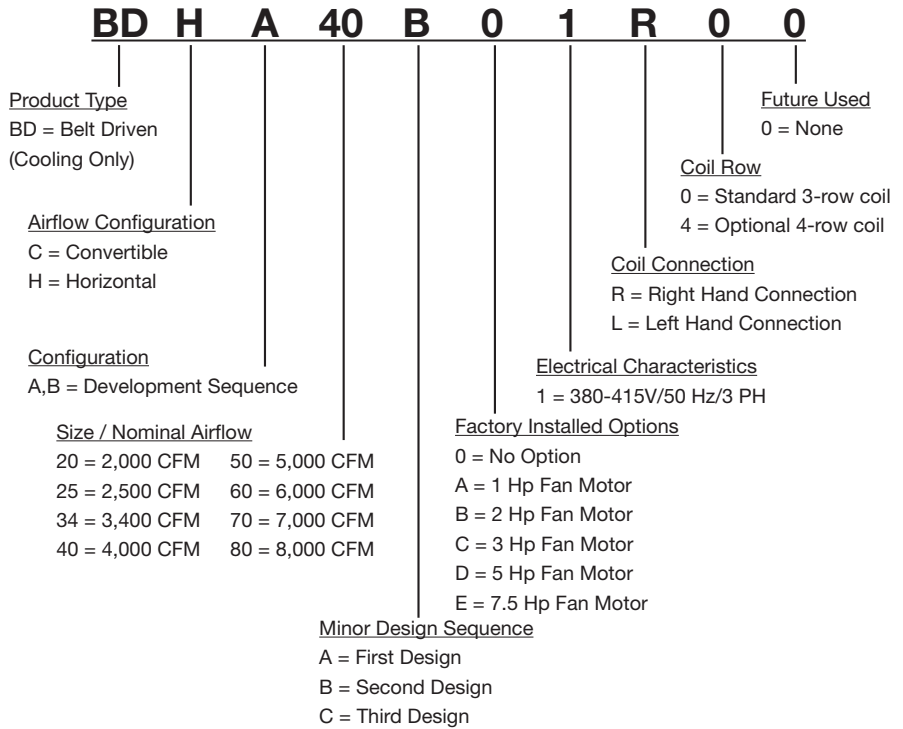 BD H A 40 B 0 1 R 0 0
Product Type
BD = Belt Driven
(Cooling Only)
Airflow Configuration
C = Convertible
H = Horizontal
Configuration
A,B = Development Sequence
Size / Nominal Airflow
20 = 2,000 CFM 50 = 5,000 CFM
25 = 2,500 CFM 60 = 6,000 CFM
34 = 3,400 CFM 70 = 7,000 CFM
40 = 4,000 CFM 80 = 8,000 CFM
Minor Design Sequence
A = First Design
B = Second Design
C = Third Design
Factory Installed Options
0 = No Option
A = 1 Hp Fan Motor
B = 2 Hp Fan Motor
C = 3 Hp Fan Motor
D = 5 Hp Fan Motor
E = 7.5 Hp Fan Motor
Electrical Characteristics
1 = 380-415V/50 Hz/3 PH
Coil Connection
R = Right Hand Connection
L = Left Hand Connection
Coil Row
0 = Standard 3-row coil
4 = Optional 4-row coil
Future Used
0 = None